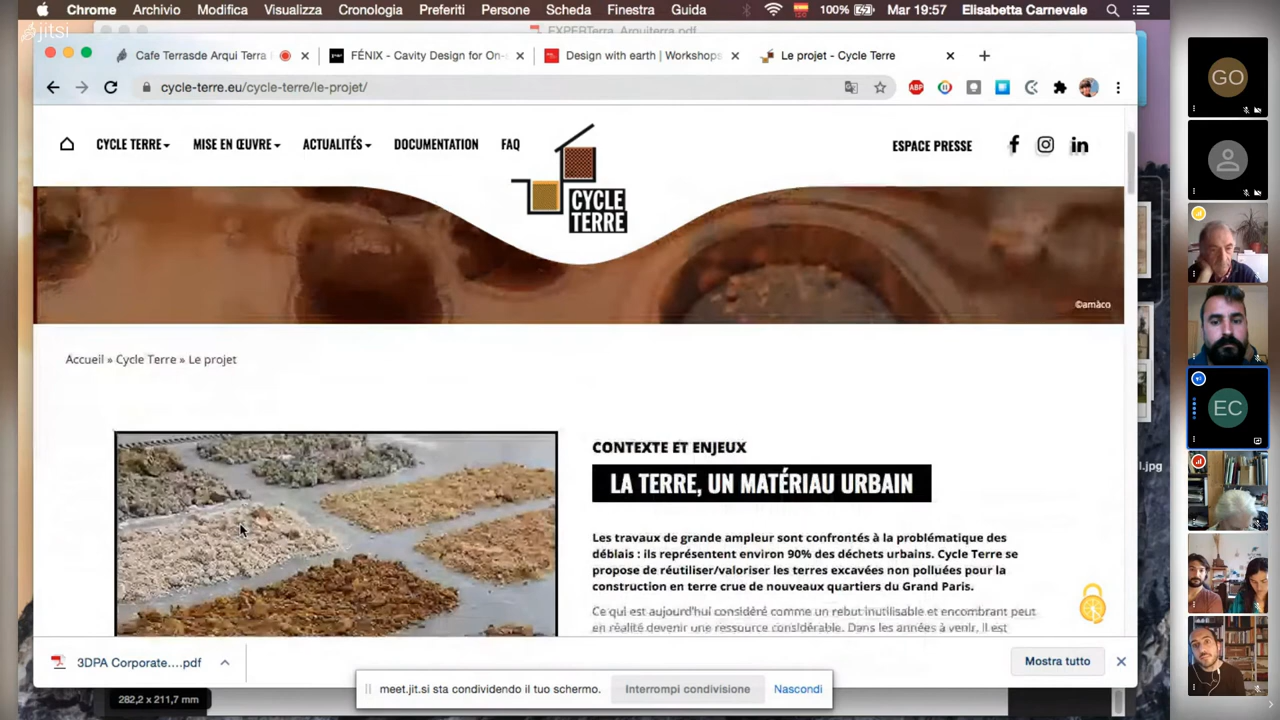 Chrome Archivio Modifica Visualizza Cronologia Preferiti Persone Scheda Finestra Guida 100% Mar 19:57 Elisabetta Carnevale
jitsi
EXPERTerra_Arquiterra.pdf
Cafe Terrasde Arqui Terra FÉNIX - Cavity Design for On- Design with earth | Workshops Le projet - Cycle Terre
cycle-terre.eu/cycle-terre/le-projet/ ABP
CYCLE TERRE MISE EN ŒUVRE ACTUALITÉS DOCUMENTATION FAQ ESPACE PRESSE
CYCLE
TERRE
©amàco
Accueil » Cycle Terre » Le projet
CONTEXTE ET ENJEUX
LA TERRE, UN MATÉRIAU URBAIN
Les travaux de grande ampleur sont confrontés à la problématique des
déblais : ils représentent environ 90% des déchets urbains. Cycle Terre se
propose de réutiliser/valoriser les terres excavées non polluées pour la
construction en terre crue de nouveaux quartiers du Grand Paris.
Ce qui est aujourd'hui considéré comme un rebut inutilisable et encombrant peut
en réalité devenir une ressource considérable. Dans les années à venir, il est
3DPA Corporate....pdf Mostra tutto
meet.jit.si sta condividendo il tuo schermo. Interrompi condivisione Nascondi
282,2 x 211,7 mm
l.jpg
GO
EC